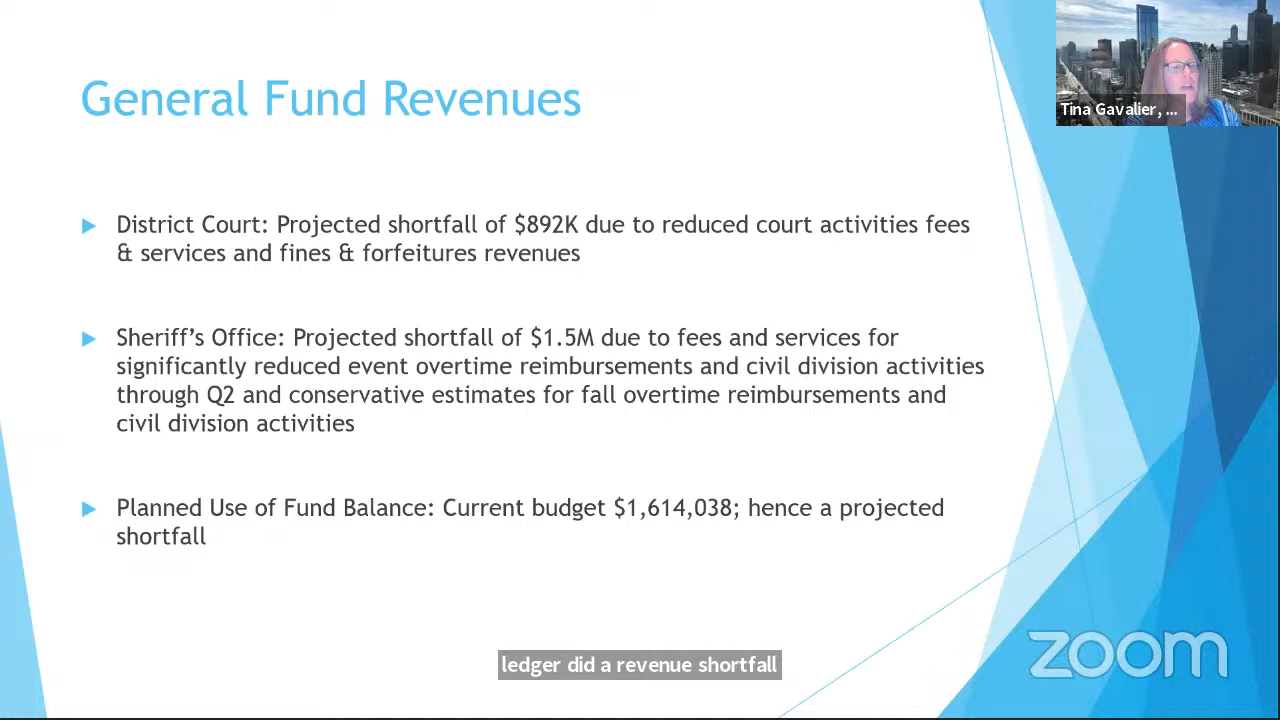 General Fund Revenues
Tina Gavalier, ...
District Court: Projected shortfall of $892K due to reduced court activities fees
& services and fines & forfeitures revenues
Sheriff’s Office: Projected shortfall of $1.5M due to fees and services for
significantly reduced event overtime reimbursements and civil division activities
through Q2 and conservative estimates for fall overtime reimbursements and
civil division activities
Planned Use of Fund Balance: Current budget $1,614,038; hence a projected
shortfall
ledger did a revenue shortfall
zoom